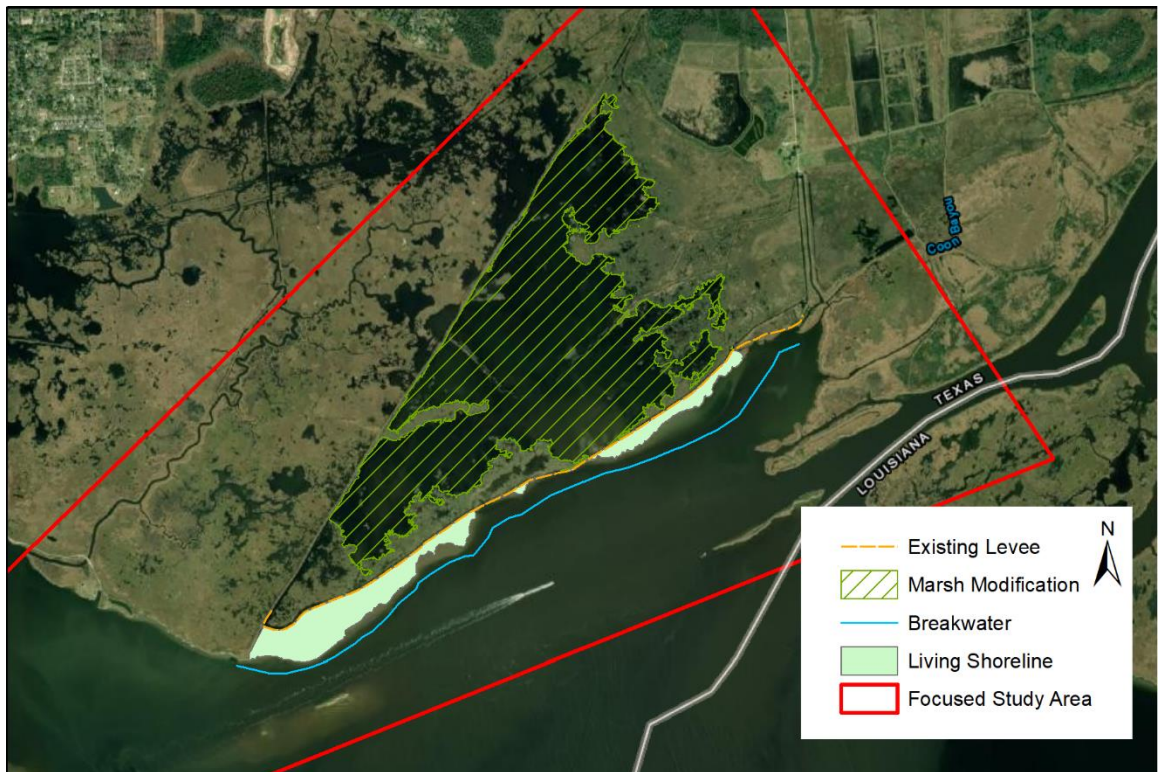 Coon Bayou
TEXAS
LOUISIANA
N
Existing Levee
Marsh Modification
Breakwater
Living Shoreline
Focused Study Area